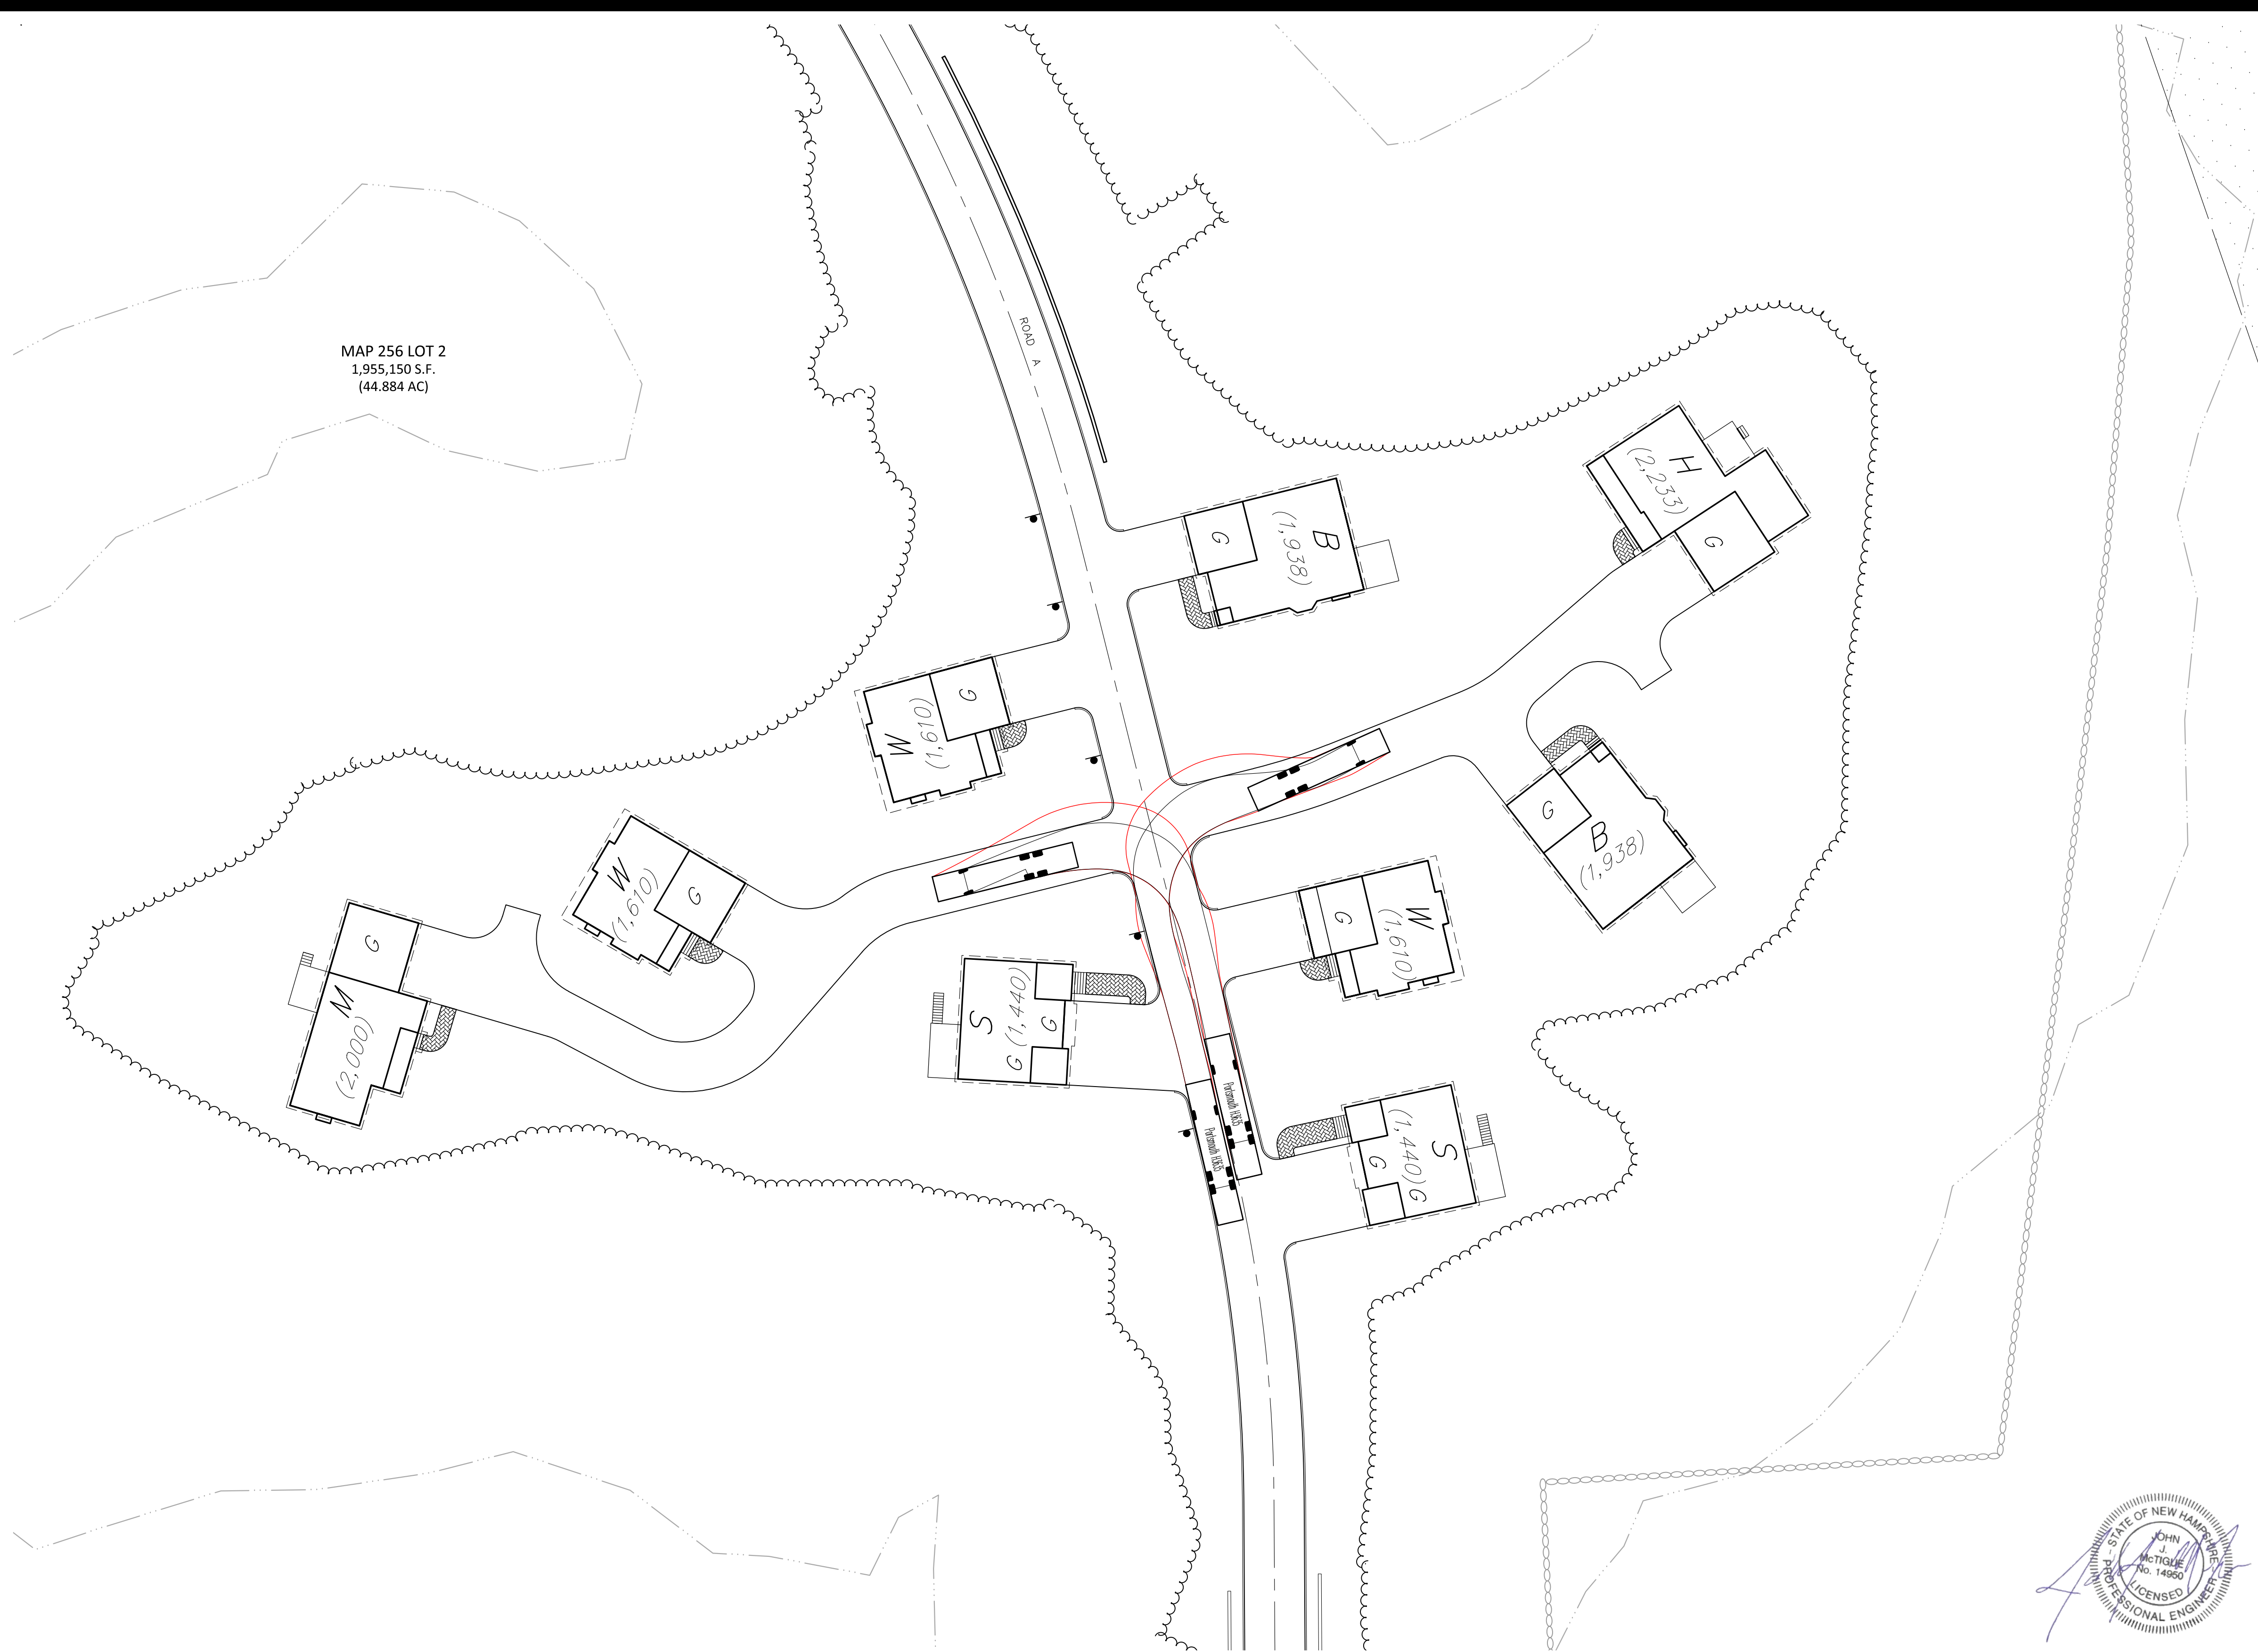 MAP 256 LOT 2
1,955,150 S.F.
(44.884 AC)
ROAD A
H
(2,233)
G
B
(1,938)
G
W
(1,610)
G
G
B
(1,938)
W
(1,610)
G
W
(1,610)
G
M
(2,000)
G
S
(1,440)
G
G
S
(1,440)
G
G
Portsmouth H3635
Portsmouth H3635
STATE OF NEW HAMPSHIRE
JOHN
J.
McTIGUE
No. 14950
LICENSED
PROFESSIONAL ENGINEER